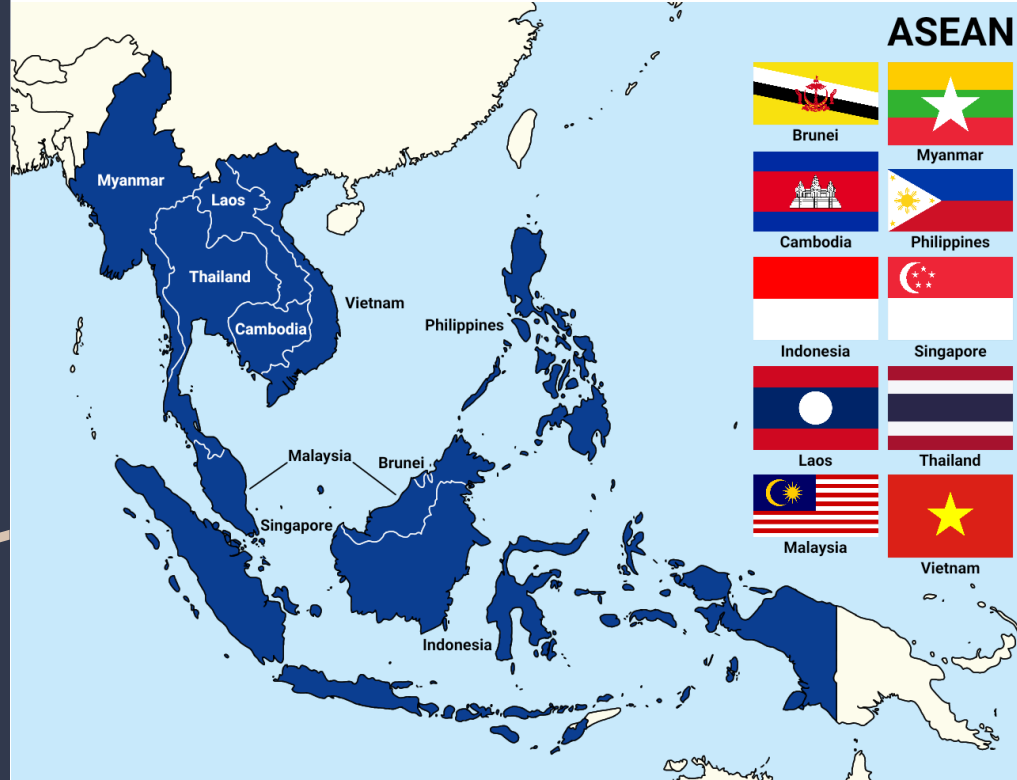 ASEAN
Brunei
Myanmar
Cambodia
Philippines
Indonesia
Singapore
Laos
Thailand
Malaysia
Vietnam
Myanmar
Laos
Thailand
Vietnam
Cambodia
Philippines
Malaysia
Brunei
Singapore
Indonesia